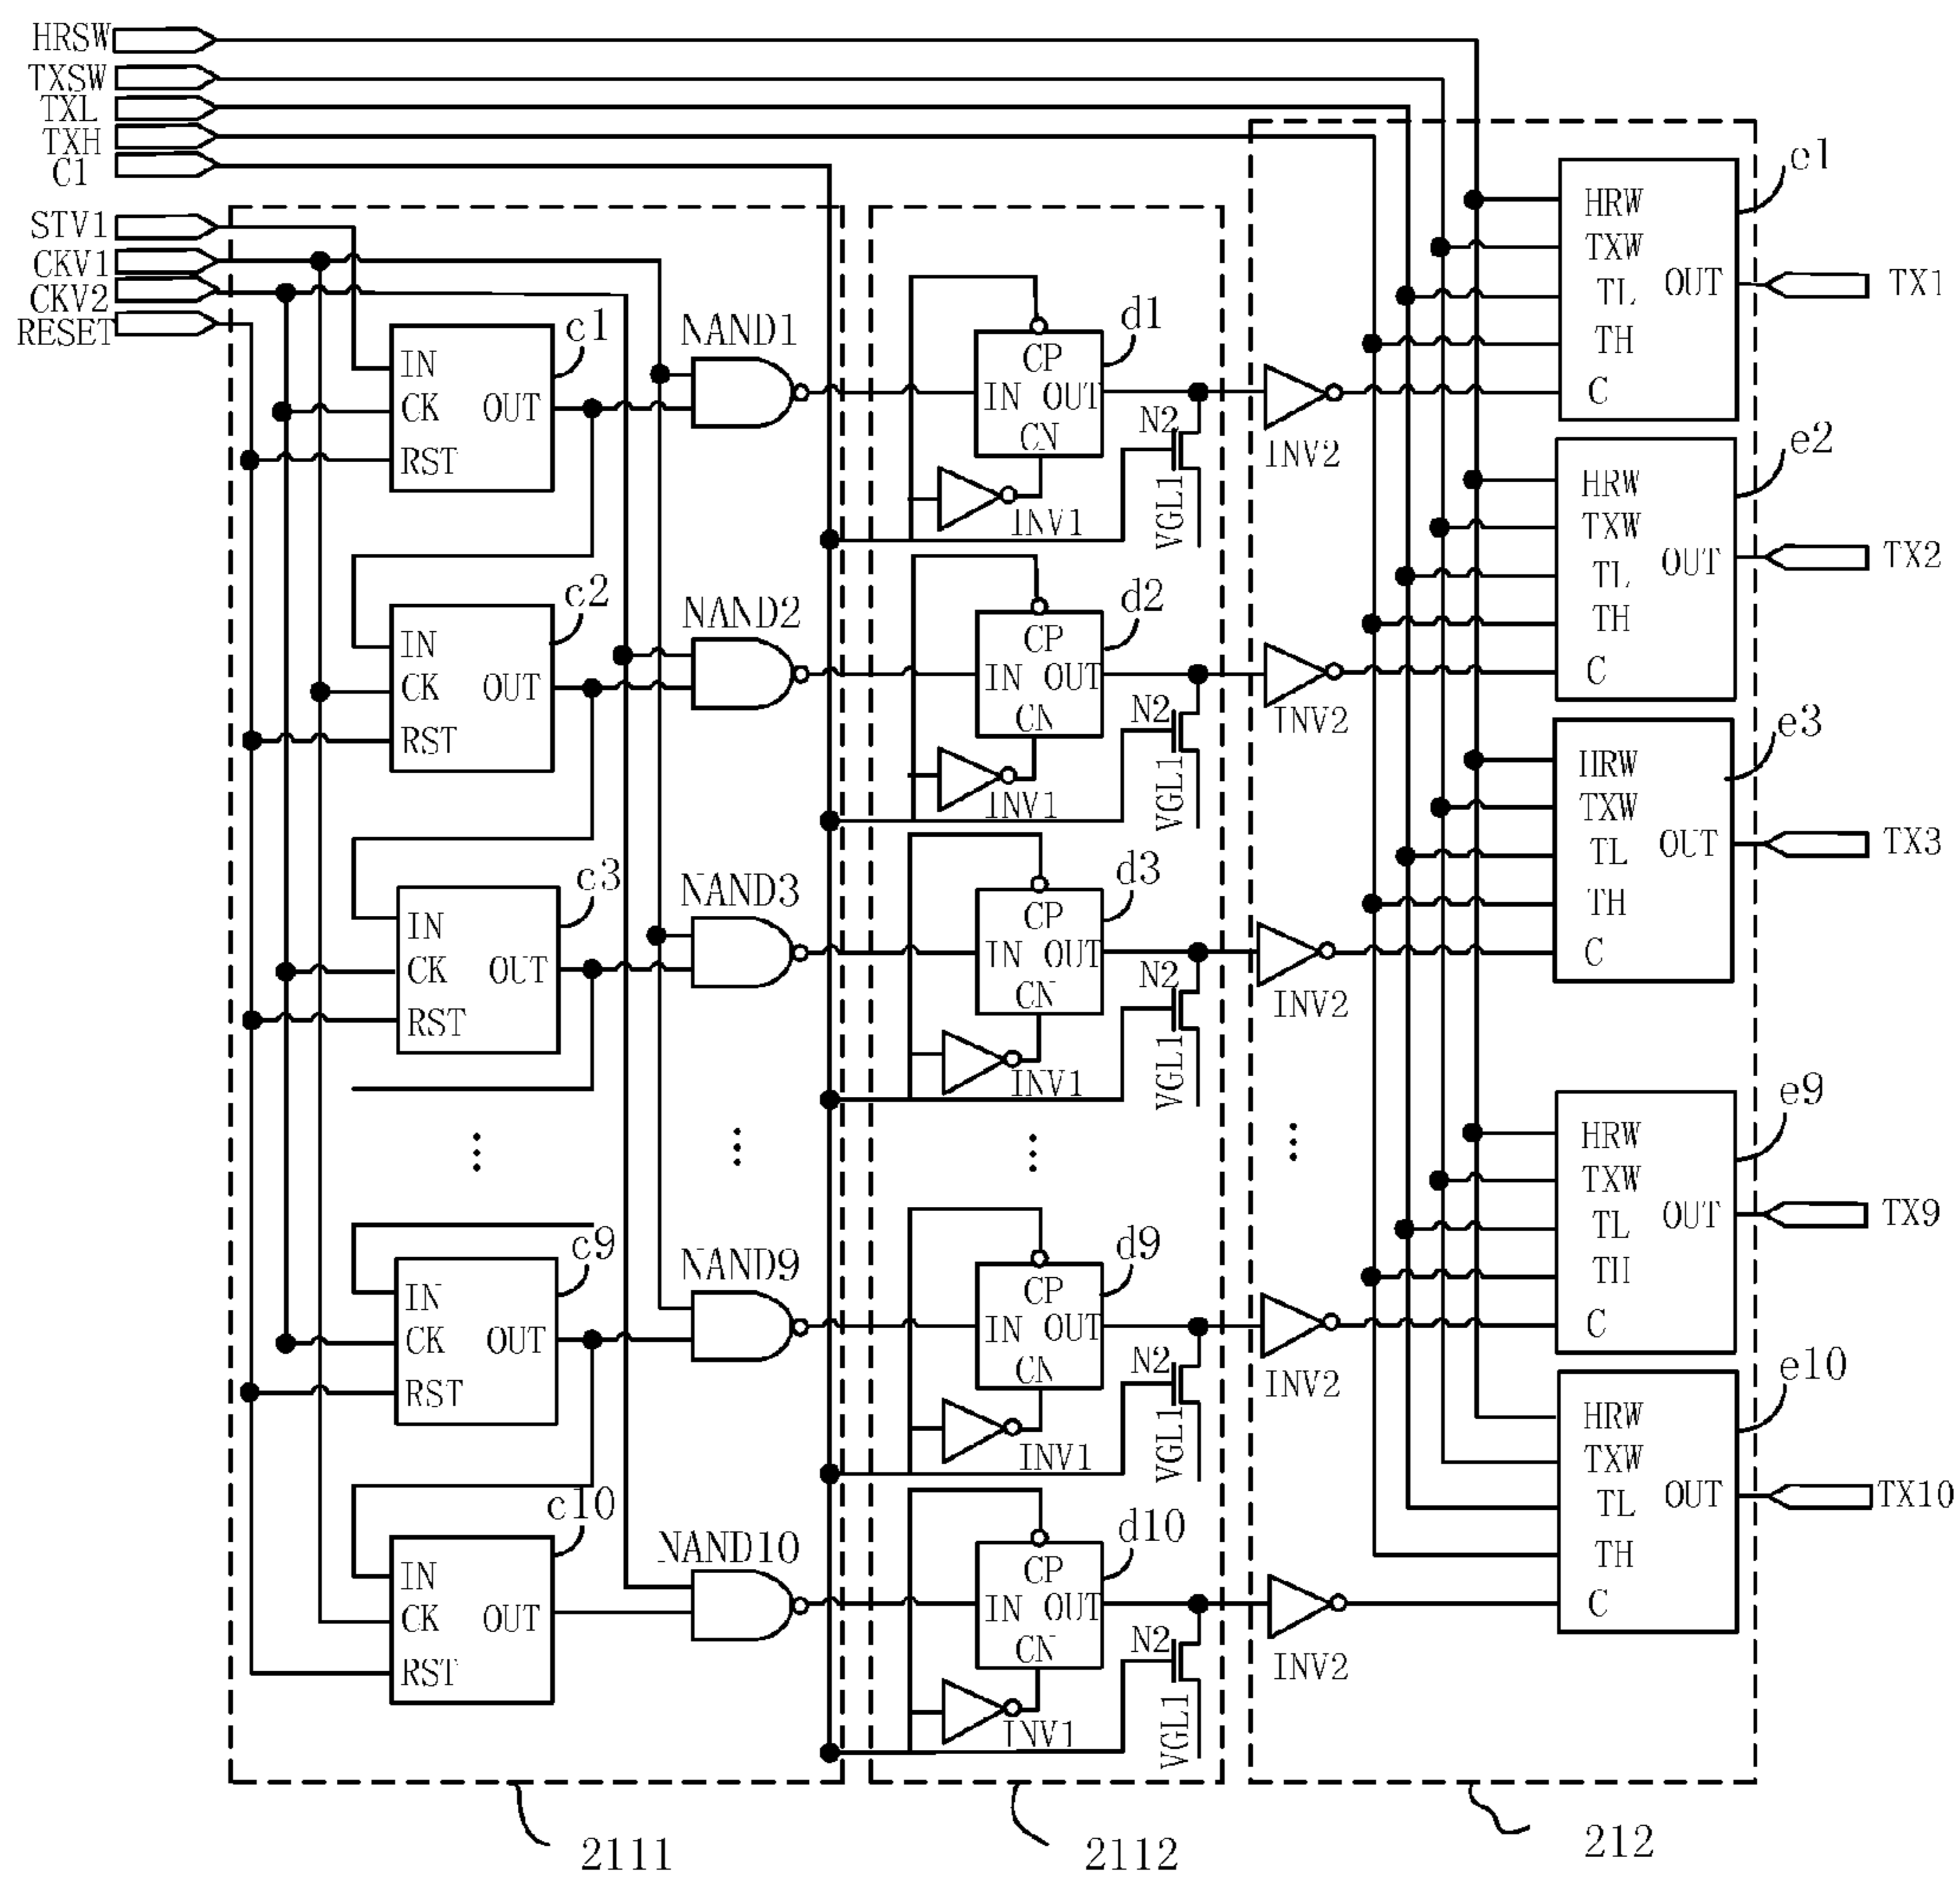 HRSW
TXSW
TXL
TXH
C1
STV1
CKV1
CKV2
RESET
c1
IN
CK
OUT
RST
NAND1
d1
CP
IN OUT
CN
INV1
N2
VGL1
INV2
e1
HRW
TXW
TL
OUT
TH
C
TX1
c2
IN
CK
OUT
RST
NAND2
d2
CP
IN OUT
CN
INV1
N2
VGL1
INV2
e2
HRW
TXW
TL
OUT
TH
C
TX2
c3
IN
CK
OUT
RST
NAND3
d3
CP
IN OUT
CN
INV1
N2
VGL1
INV2
e3
HRW
TXW
TL
OUT
TH
C
TX3
⋮
⋮
⋮
⋮
c9
IN
CK
OUT
RST
NAND9
d9
CP
IN OUT
CN
INV1
N2
VGL1
INV2
e9
HRW
TXW
TL
OUT
TH
C
TX9
c10
IN
CK
OUT
RST
NAND10
d10
CP
IN OUT
CN
INV1
N2
VGL1
INV2
e10
HRW
TXW
TL
OUT
TH
C
TX10
2111
2112
212